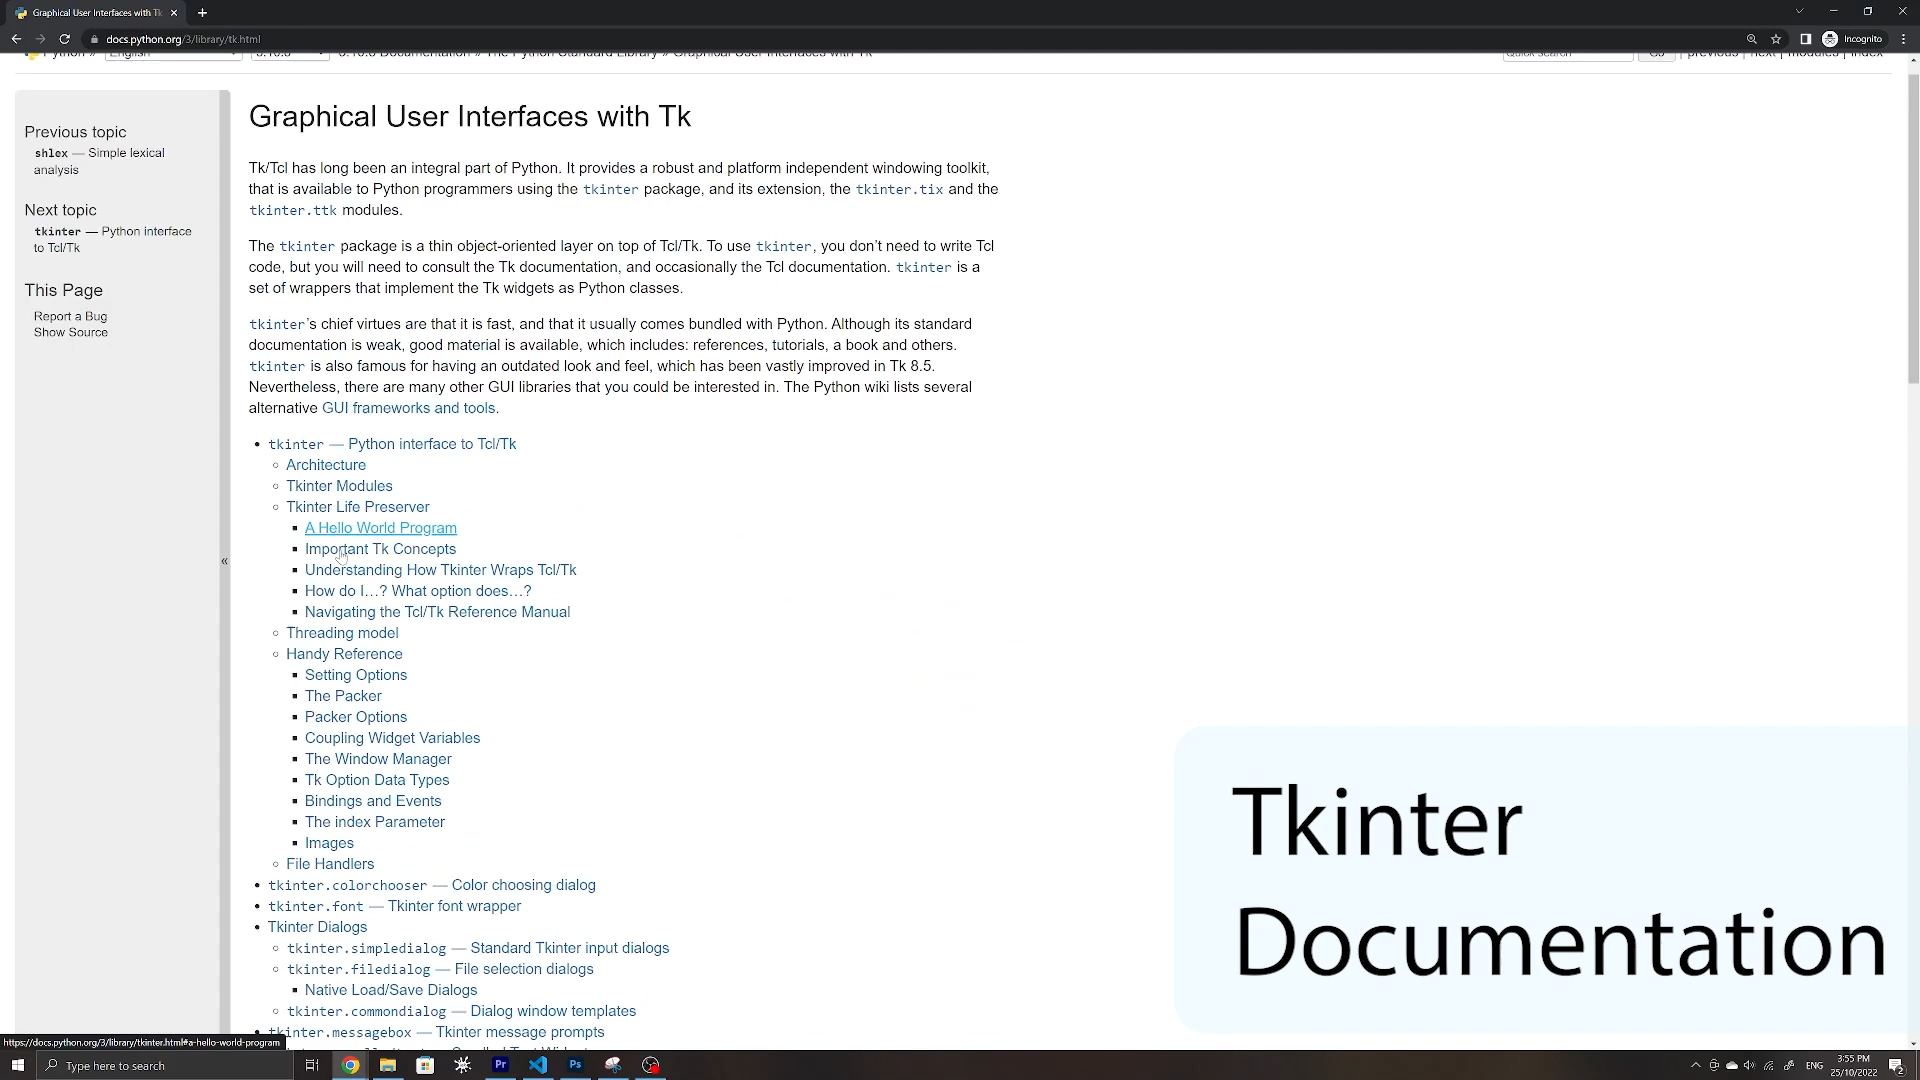 Graphical User Interfaces with Tk
docs.python.org/3/library/tk.html
Incognito
Graphical User Interfaces with Tk
Previous topic
shlex — Simple lexical
analysis
Next topic
tkinter — Python interface
to Tcl/Tk
This Page
Report a Bug
Show Source
Tk/Tcl has long been an integral part of Python. It provides a robust and platform independent windowing toolkit,
that is available to Python programmers using the tkinter package, and its extension, the tkinter.tix and the
tkinter.ttk modules.
The tkinter package is a thin object-oriented layer on top of Tcl/Tk. To use tkinter, you don’t need to write Tcl
code, but you will need to consult the Tk documentation, and occasionally the Tcl documentation. tkinter is a
set of wrappers that implement the Tk widgets as Python classes.
tkinter’s chief virtues are that it is fast, and that it usually comes bundled with Python. Although its standard
documentation is weak, good material is available, which includes: references, tutorials, a book and others.
tkinter is also famous for having an outdated look and feel, which has been vastly improved in Tk 8.5.
Nevertheless, there are many other GUI libraries that you could be interested in. The Python wiki lists several
alternative GUI frameworks and tools.
tkinter — Python interface to Tcl/Tk
Architecture
Tkinter Modules
Tkinter Life Preserver
A Hello World Program
Important Tk Concepts
Understanding How Tkinter Wraps Tcl/Tk
How do I…? What option does…?
Navigating the Tcl/Tk Reference Manual
Threading model
Handy Reference
Setting Options
The Packer
Packer Options
Coupling Widget Variables
The Window Manager
Tk Option Data Types
Bindings and Events
The index Parameter
Images
File Handlers
tkinter.colorchooser — Color choosing dialog
tkinter.font — Tkinter font wrapper
Tkinter Dialogs
tkinter.simpledialog — Standard Tkinter input dialogs
tkinter.filedialog — File selection dialogs
Native Load/Save Dialogs
tkinter.commondialog — Dialog window templates
tkinter.messagebox — Tkinter message prompts
Tkinter
Documentation
https://docs.python.org/3/library/tkinter.html#a-hello-world-program
Type here to search
Pr
Ps
ENG
3:55 PM
25/10/2022
2